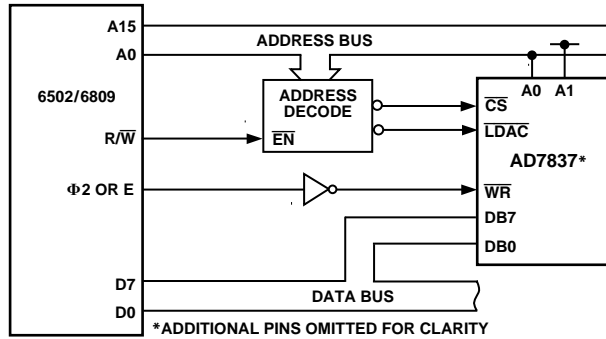 A15
ADDRESS BUS
A0
A0 A1
6502/6809
ADDRESS
DECODE
CS
R/W
EN
LDAC
AD7837*
Φ2 OR E
WR
DB7
DB0
D7
DATA BUS
D0
*ADDITIONAL PINS OMITTED FOR CLARITY